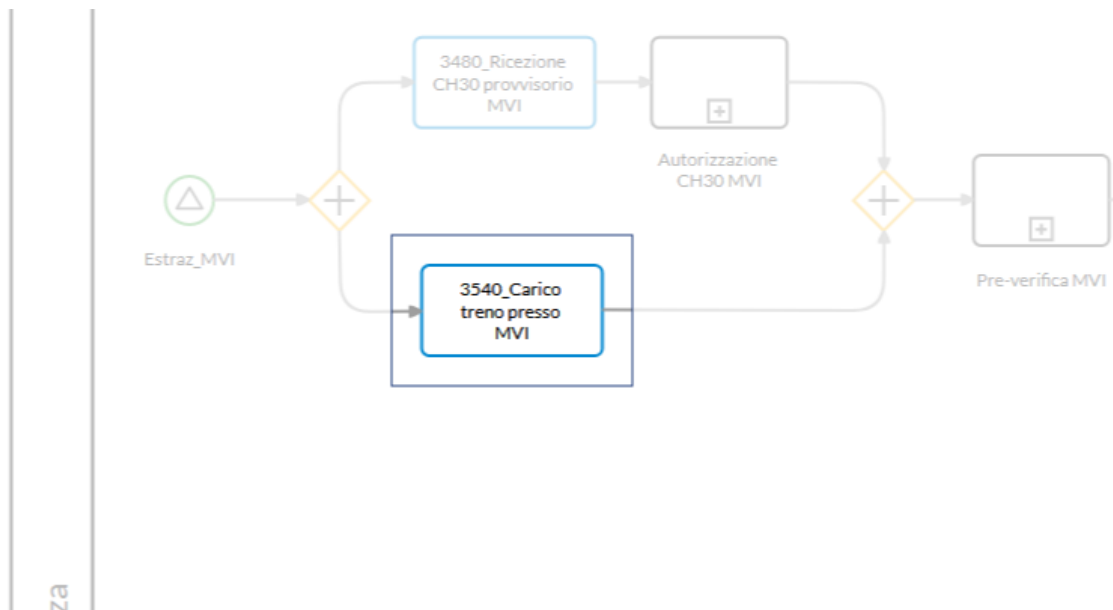 3480_Ricezione
CH30 provvisorio
MVI
Autorizzazione
CH30 MVI
Estraz_MVI
3540_Carico
treno presso
MVI
Pre-verifica MVI
za